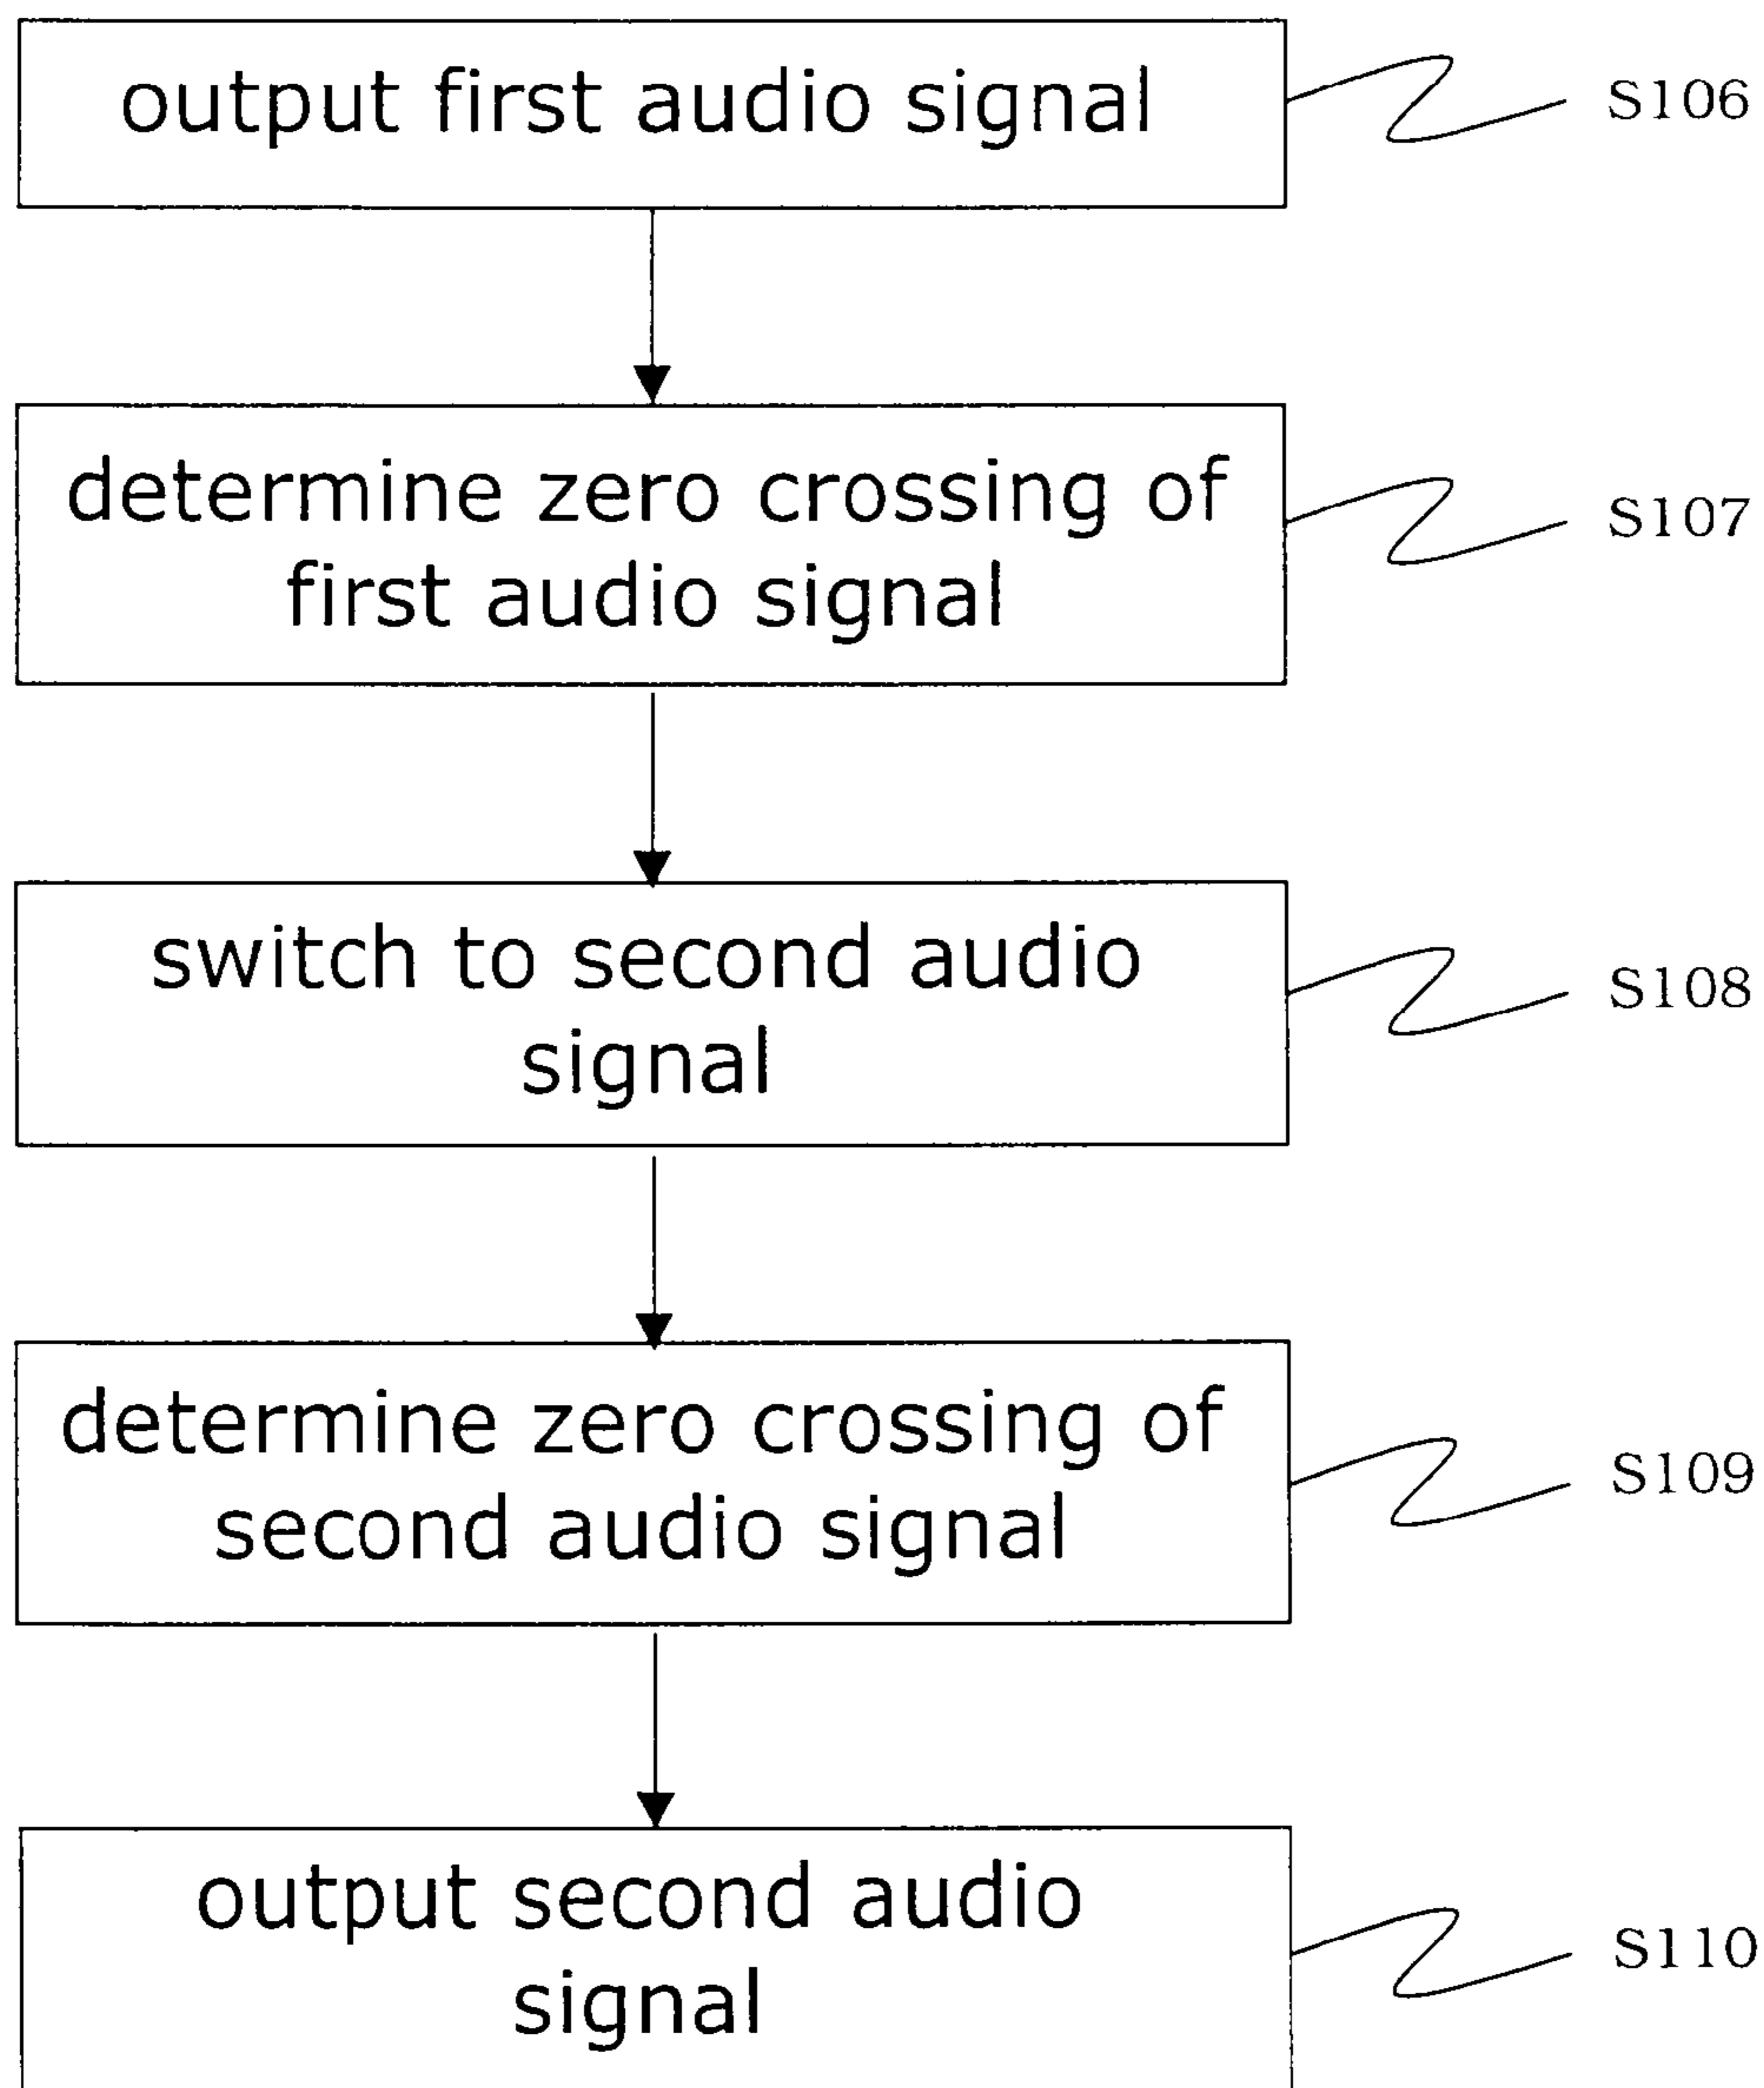 output first audio signal
S106
determine zero crossing of
first audio signal
S107
switch to second audio
signal
S108
determine zero crossing of
second audio signal
S109
output second audio
signal
S110